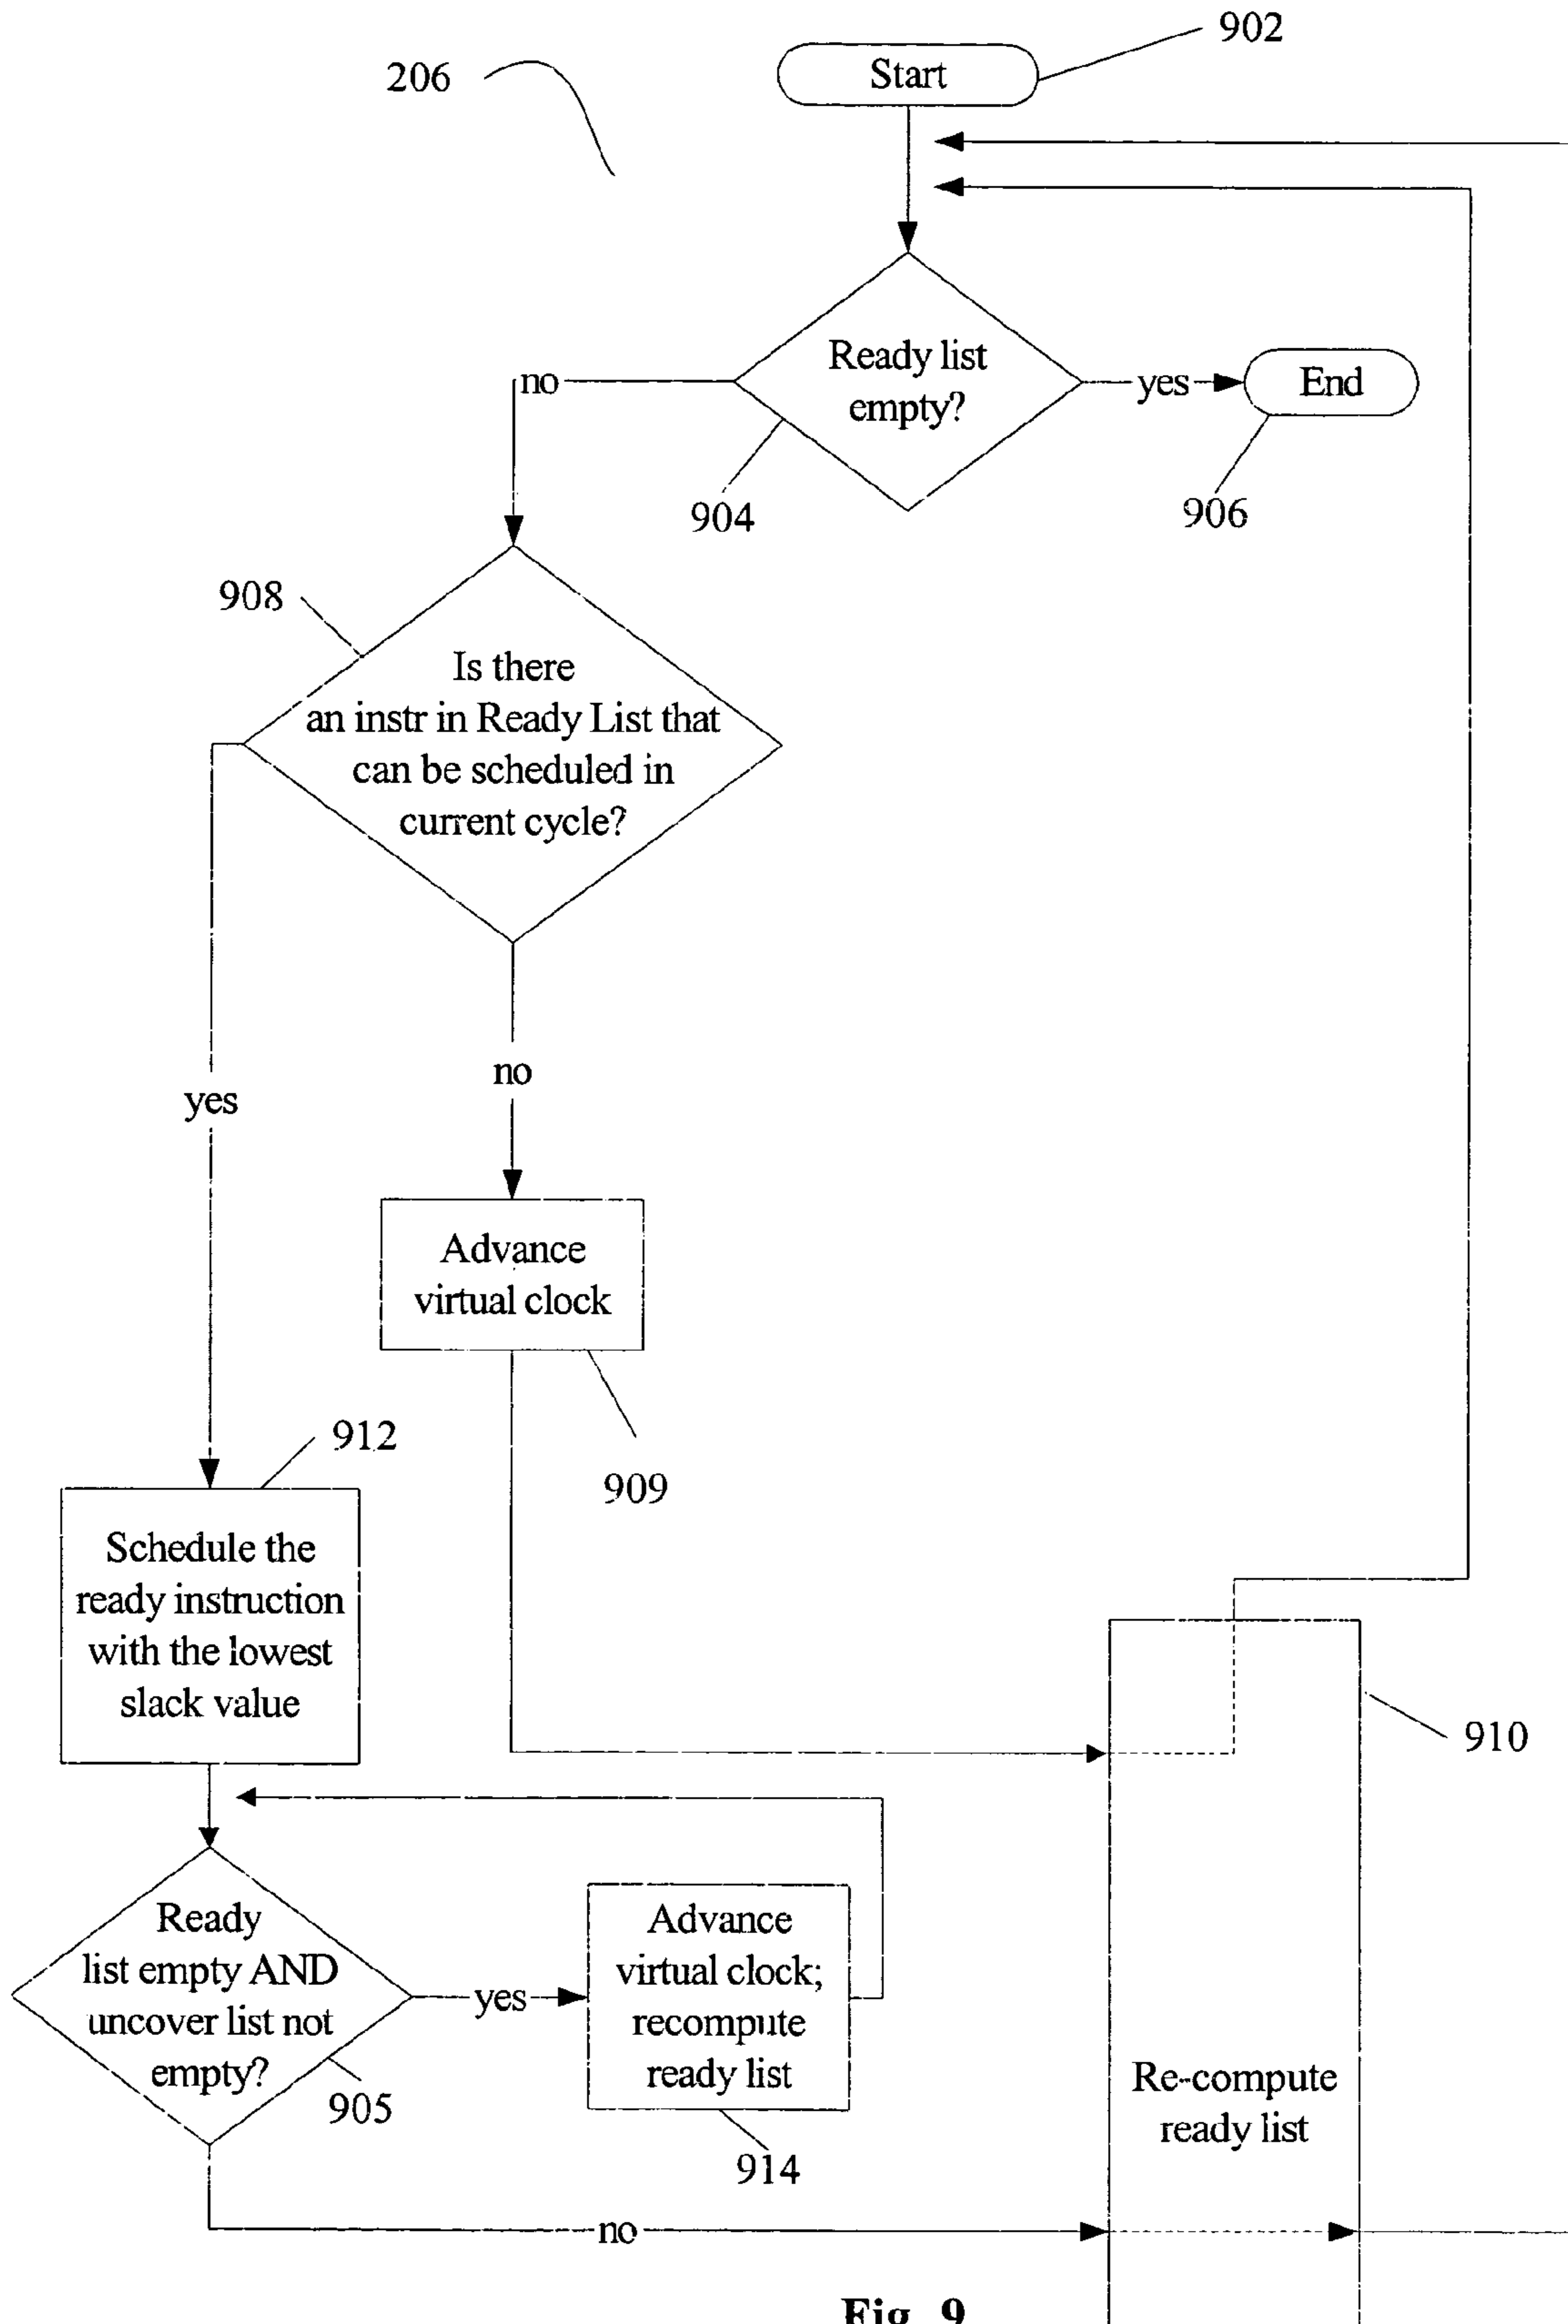 902
206
Start
Ready list
empty?
no
yes
End
904
906
908
Is there
an instr in Ready List that
can be scheduled in
current cycle?
no
yes
Advance
virtual clock
912
909
Schedule the
ready instruction
with the lowest
slack value
910
Ready
list empty AND
uncover list not
empty?
yes
Advance
virtual clock;
recompute
ready list
905
914
Re-compute
ready list
no
Fig. 9